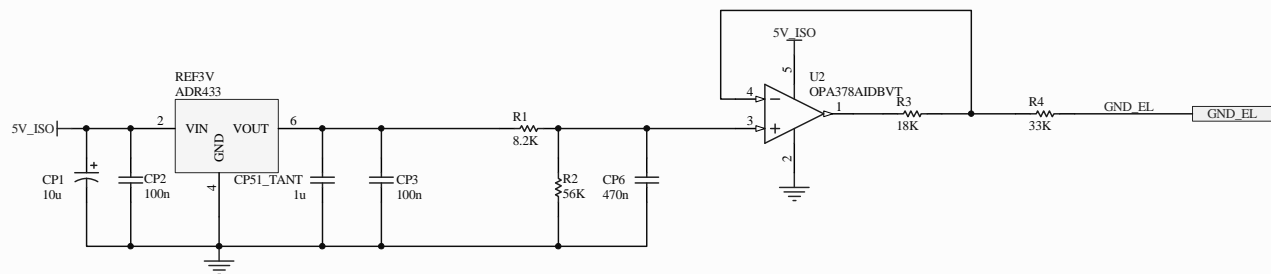 5V_ISO
U2
OPA378AIDBVT
5
4
3
1
2
R3
18K
R4
33K
GND_EL
GND_EL
REF3V
ADR433
5V_ISO
2
VIN
VOUT
GND
6
4
R1
8.2K
CP1
10u
+
CP2
100n
CP51_TANT
1u
CP3
100n
R2
56K
CP6
470n
−
+